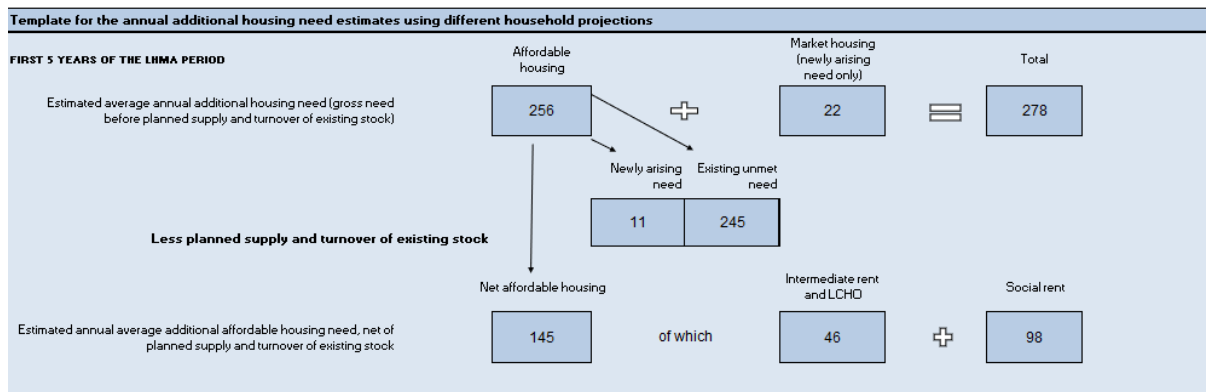 Template for the annual additional housing need estimates using different household projections
FIRST 5 YEARS OF THE LHMA PERIOD
Affordable
housing
Market housing
(newly arising
need only)
Total
Estimated average annual additional housing need (gross need
before planned supply and turnover of existing stock)
256
22
278
Newly arising
need
Existing unmet
need
11
245
Less planned supply and turnover of existing stock
Net affordable housing
Intermediate rent
and LCHO
Social rent
Estimated annual average additional affordable housing need, net of
planned supply and turnover of existing stock
145
of which
46
98